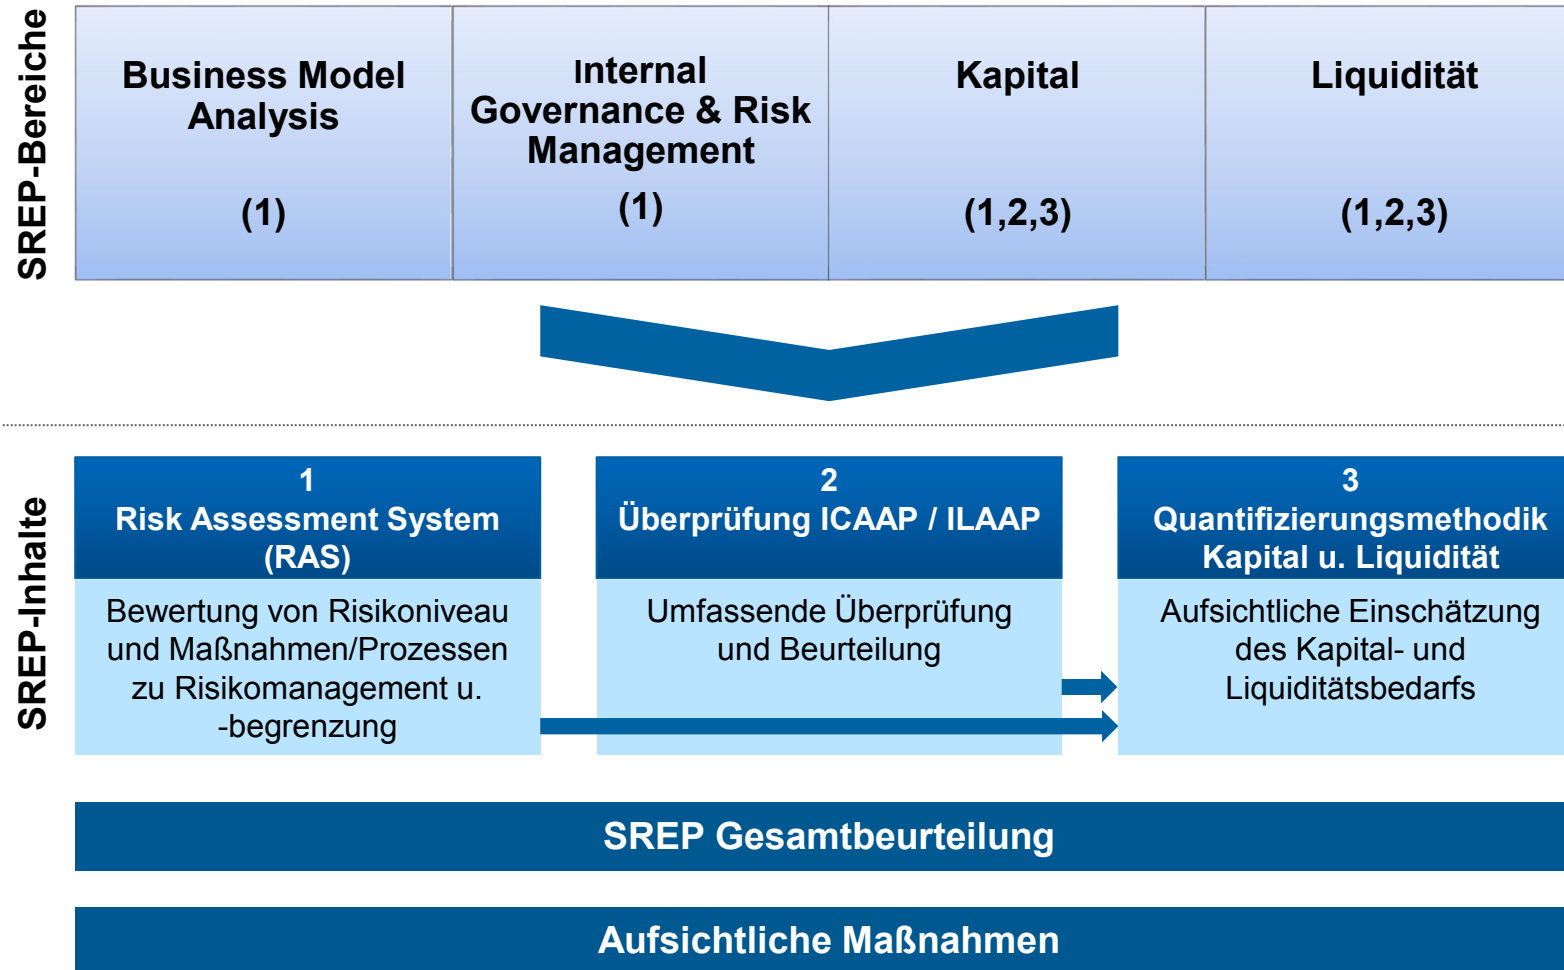 SREP-Bereiche
Business Model
Analysis
(1)
Internal
Governance & Risk
Management
(1)
Kapital
(1,2,3)
Liquidität
(1,2,3)
SREP-Inhalte
1
Risk Assessment System
(RAS)
Bewertung von Risikoniveau
und Maßnahmen/Prozessen
zu Risikomanagement u.
-begrenzung
2
Überprüfung ICAAP / ILAAP
Umfassende Überprüfung
und Beurteilung
3
Quantifizierungsmethodik
Kapital u. Liquidität
Aufsichtliche Einschätzung
des Kapital- und
Liquiditätsbedarfs
SREP Gesamtbeurteilung
Aufsichtliche Maßnahmen